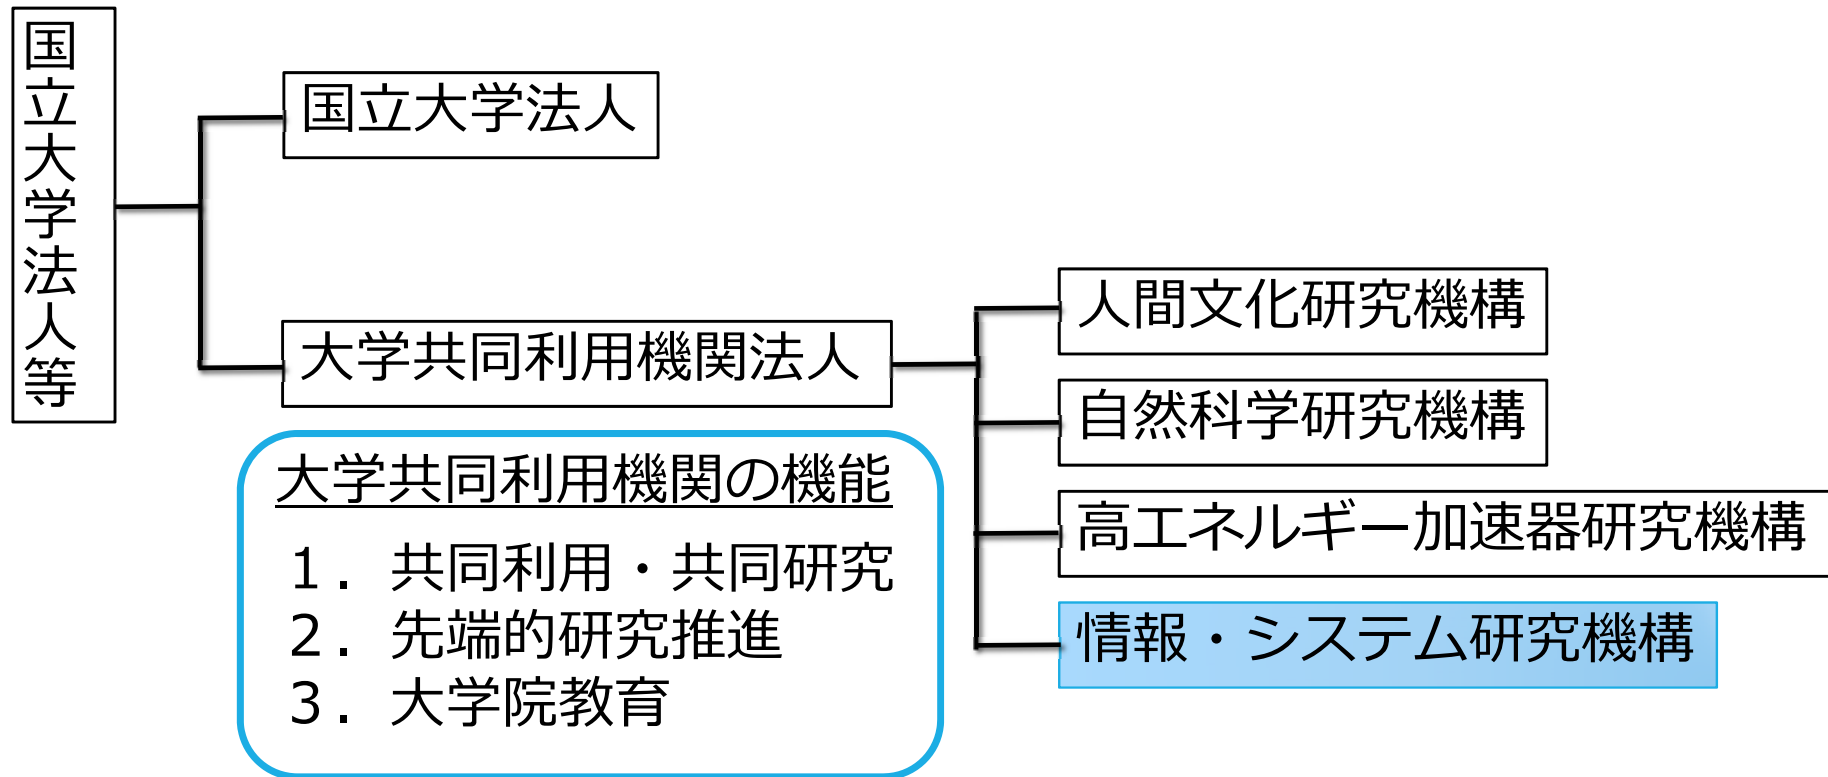 国立大学法人等
国立大学法人
大学共同利用機関法人
人間文化研究機構
自然科学研究機構
高エネルギー加速器研究機構
情報・システム研究機構
大学共同利用機関の機能
1. 共同利用・共同研究
2. 先端的研究推進
3. 大学院教育